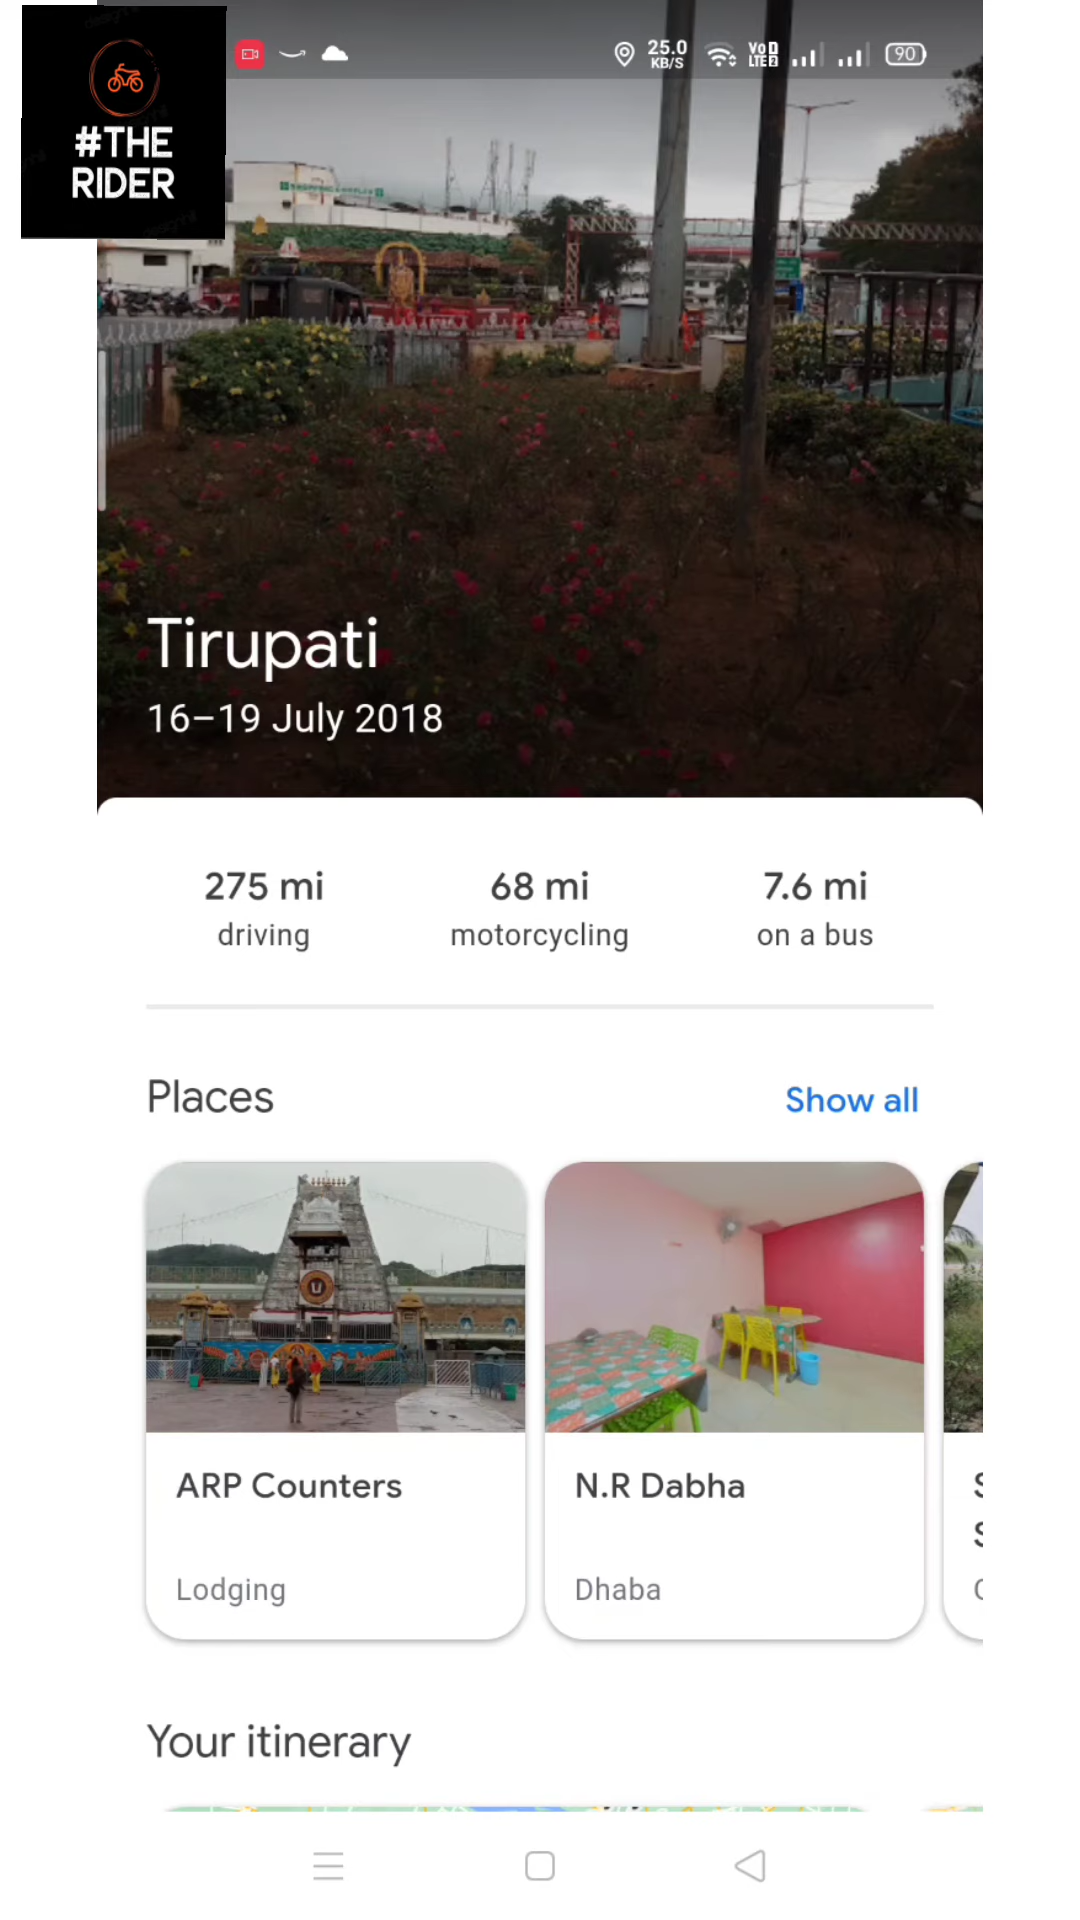 #THE
RIDER
25.0
KB/S
VoD
LTE2
90
Tirupati
16–19 July 2018
275 mi
driving
68 mi
motorcycling
7.6 mi
on a bus
Places
Show all
ARP Counters
Lodging
N.R Dabha
Dhaba
Your itinerary